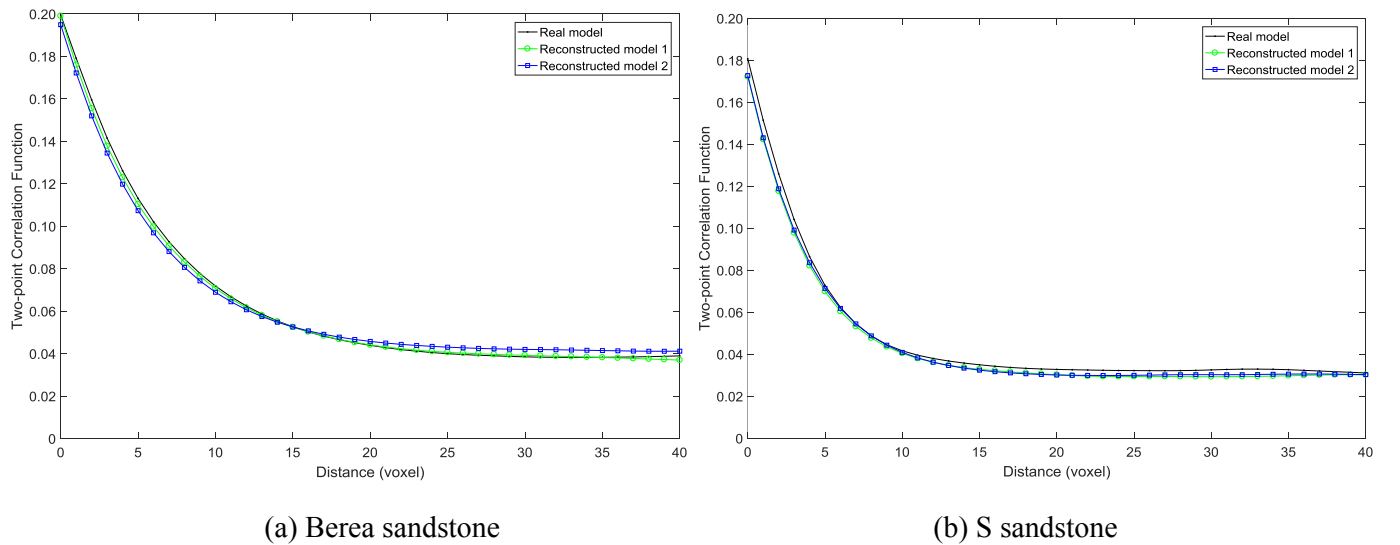 0.20
0.18
0.16
0.14
0.12
0.10
0.08
0.06
0.04
0.02
0
Two-point Correlation Function
0 5 10 15 20 25 30 35 40
Distance (voxel)
Real model
Reconstructed model 1
Reconstructed model 2
(a) Berea sandstone
0.20
0.18
0.16
0.14
0.12
0.10
0.08
0.06
0.04
0.02
0
Two-point Correlation Function
0 5 10 15 20 25 30 35 40
Distance (voxel)
Real model
Reconstructed model 1
Reconstructed model 2
(b) S sandstone